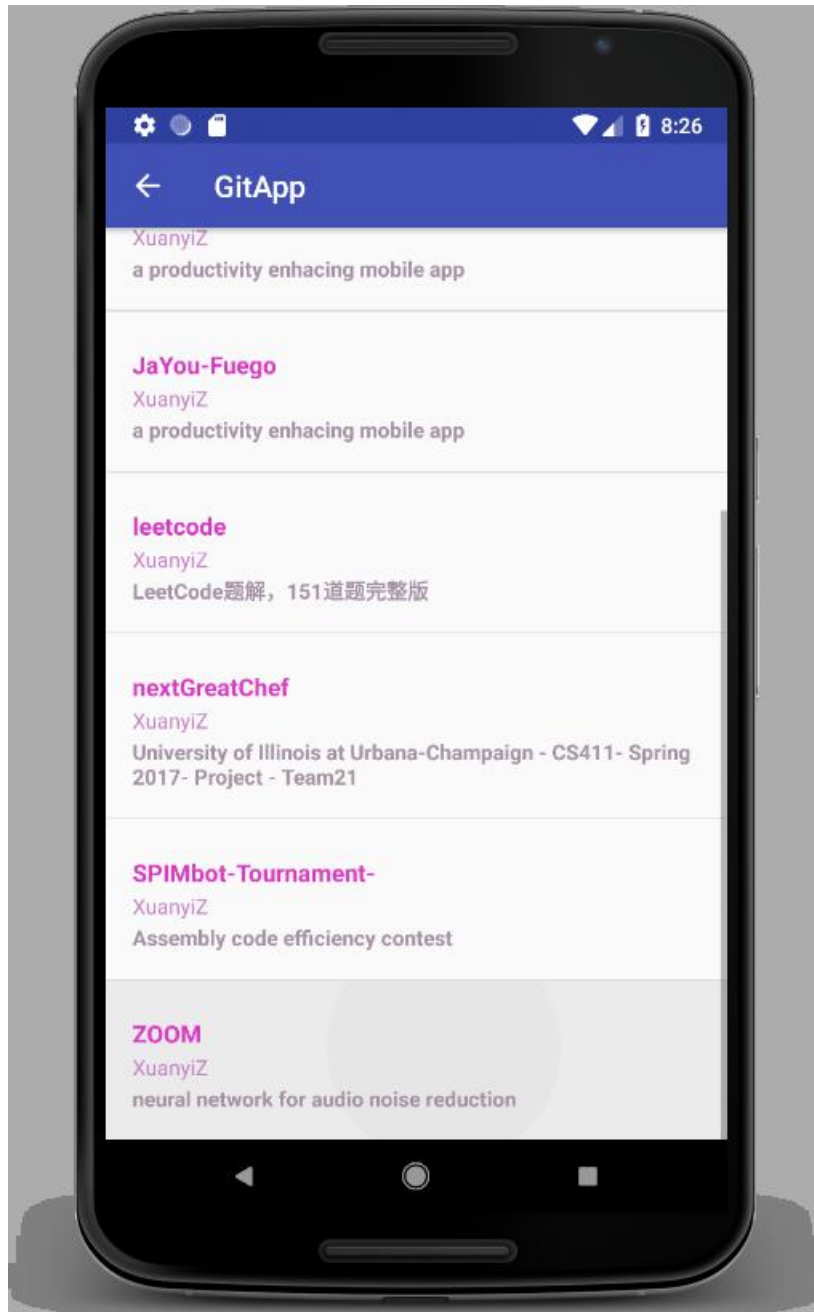 8:26
GitApp
XuanyiZ
a productivity enhacing mobile app
JaYou-Fuego
XuanyiZ
a productivity enhacing mobile app
leetcode
XuanyiZ
LeetCode题解，151道题完整版
nextGreatChef
XuanyiZ
University of Illinois at Urbana-Champaign - CS411- Spring
2017- Project - Team21
SPIMbot-Tournament-
XuanyiZ
Assembly code efficiency contest
ZOOM
XuanyiZ
neural network for audio noise reduction